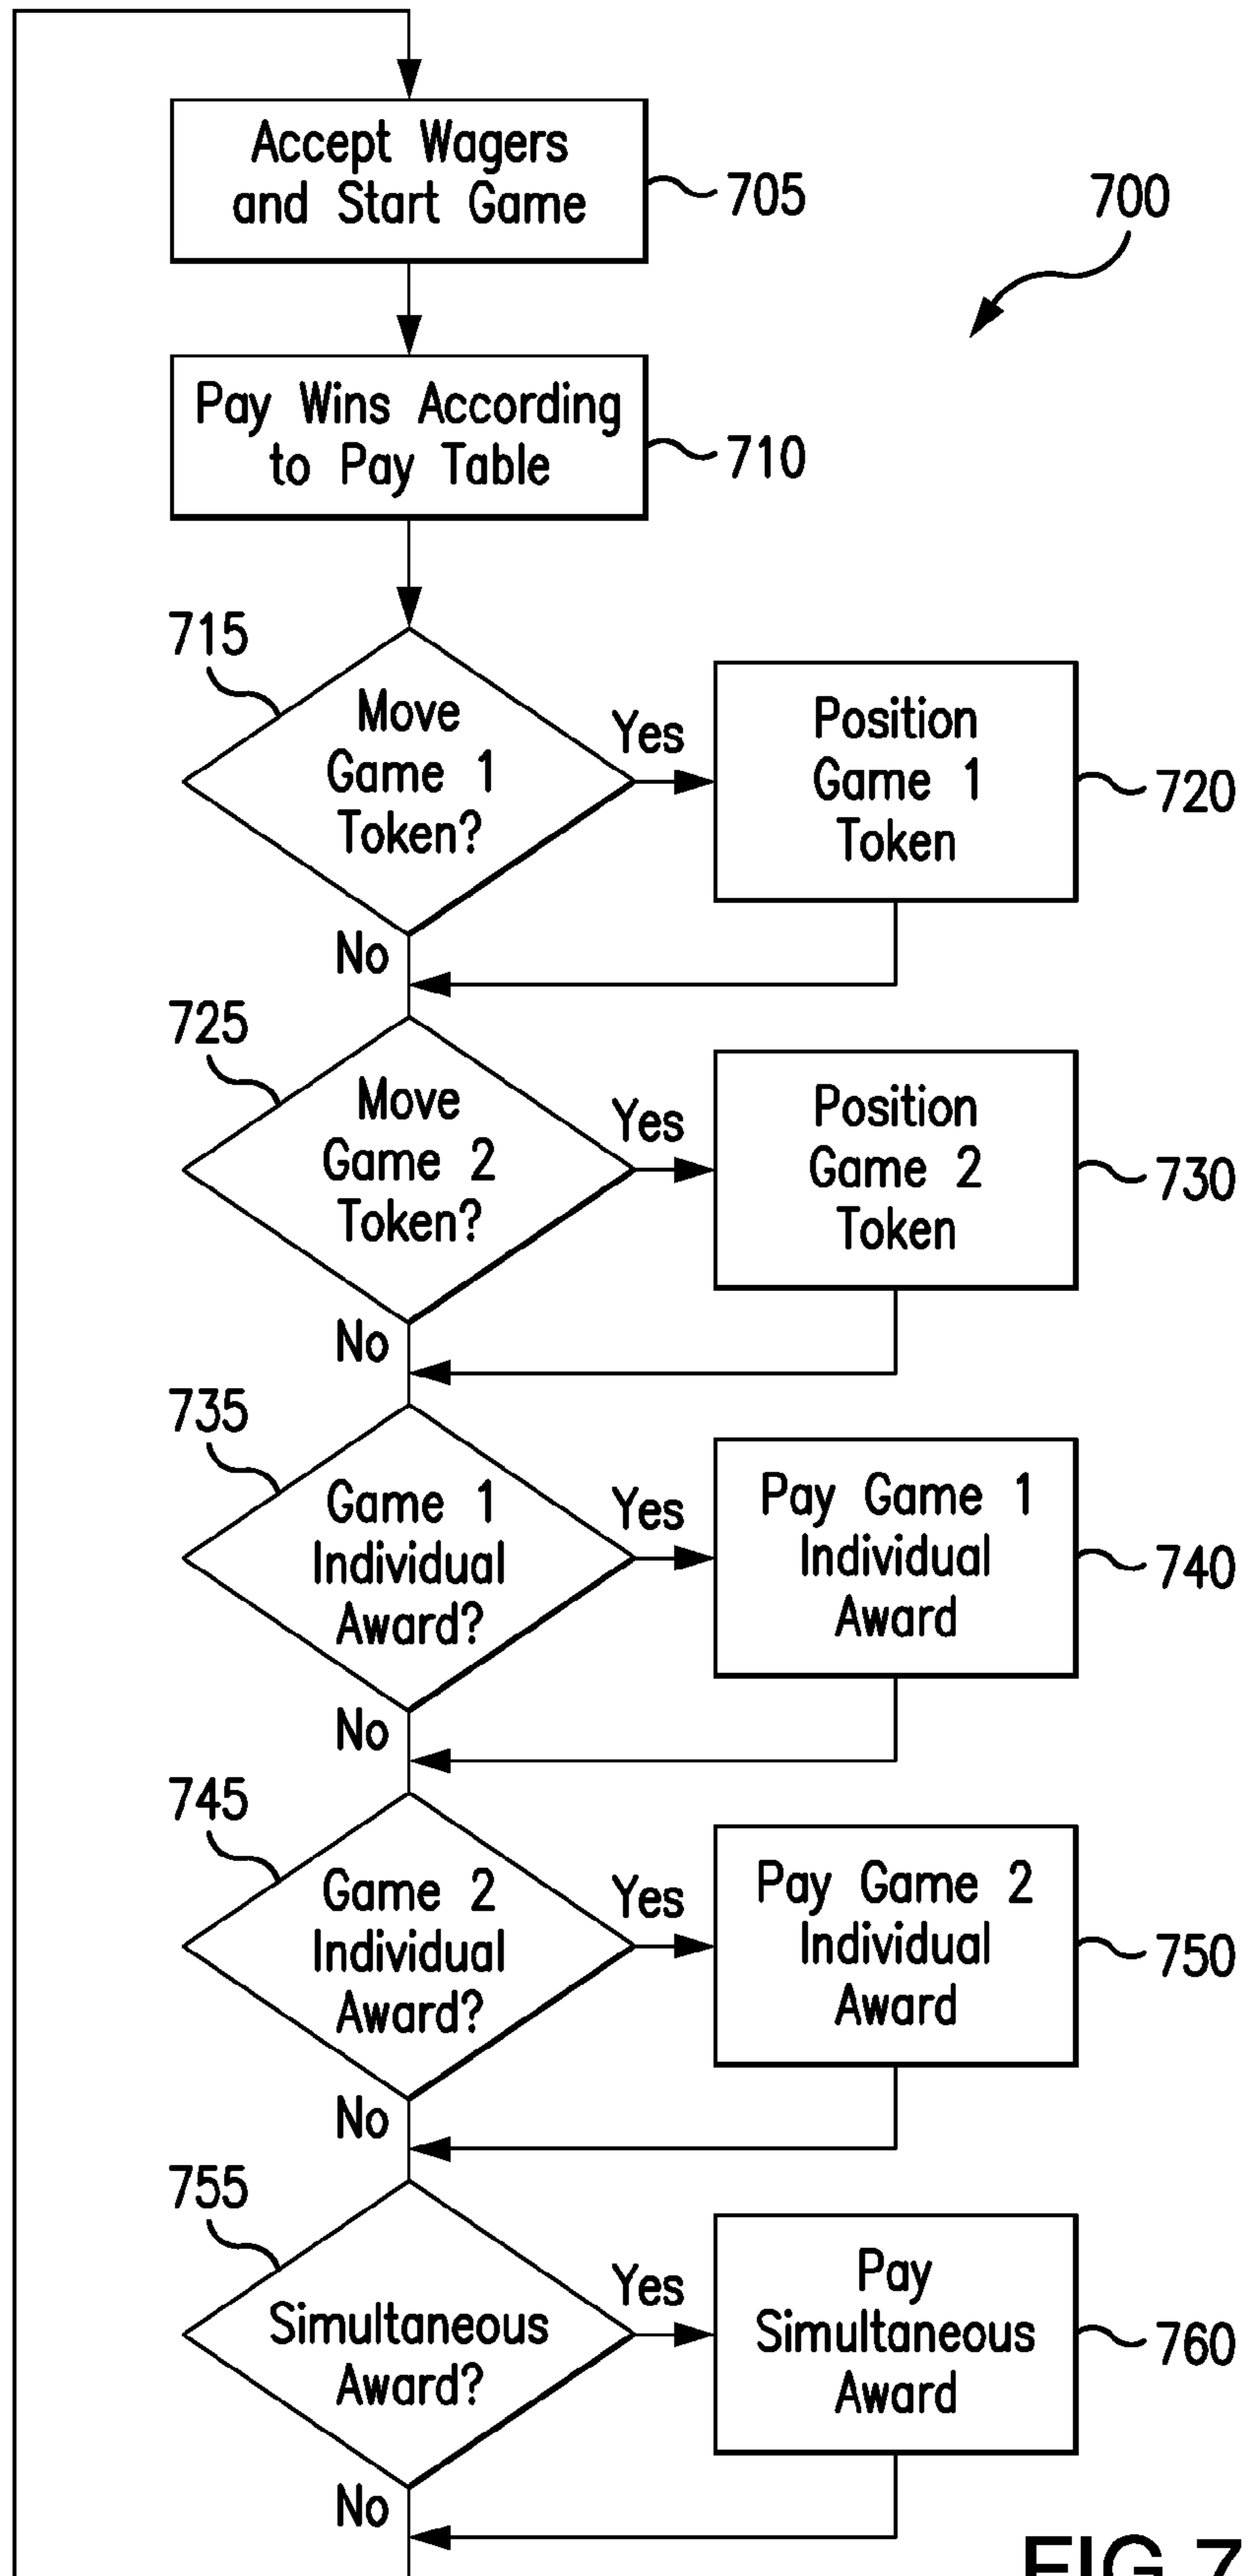 Accept Wagers
and Start Game
705
700
Pay Wins According
to Pay Table
710
715
Move
Game 1
Token?
Yes
Position
Game 1
Token
720
No
725
Move
Game 2
Token?
Yes
Position
Game 2
Token
730
No
735
Game 1
Individual
Award?
Yes
Pay Game 1
Individual
Award
740
No
745
Game 2
Individual
Award?
Yes
Pay Game 2
Individual
Award
750
No
755
Simultaneous
Award?
Yes
Pay
Simultaneous
Award
760
No
FIG.7